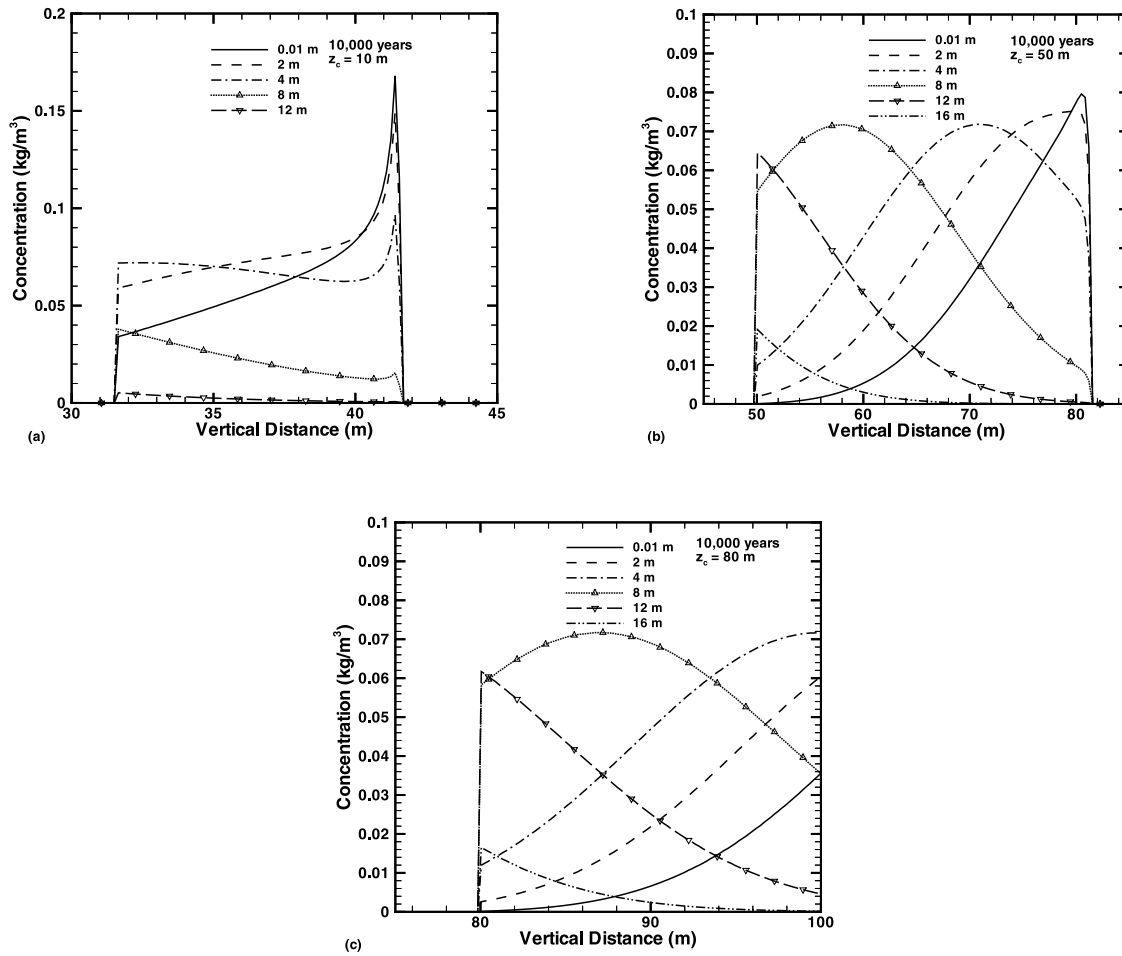 0.2
0.15
0.1
0.05
0
Concentration (kg/m³)
0.01 m
2 m
4 m
8 m
12 m
10,000 years
z_c = 10 m
30
35
40
45
Vertical Distance (m)
(a)
0.1
0.09
0.08
0.07
0.06
0.05
0.04
0.03
0.02
0.01
0
Concentration (kg/m³)
0.01 m
2 m
4 m
8 m
12 m
16 m
10,000 years
z_c = 50 m
50
60
70
80
Vertical Distance (m)
(b)
0.1
0.09
0.08
0.07
0.06
0.05
0.04
0.03
0.02
0.01
0
Concentration (kg/m³)
0.01 m
2 m
4 m
8 m
12 m
16 m
10,000 years
z_c = 80 m
80
90
100
Vertical Distance (m)
(c)